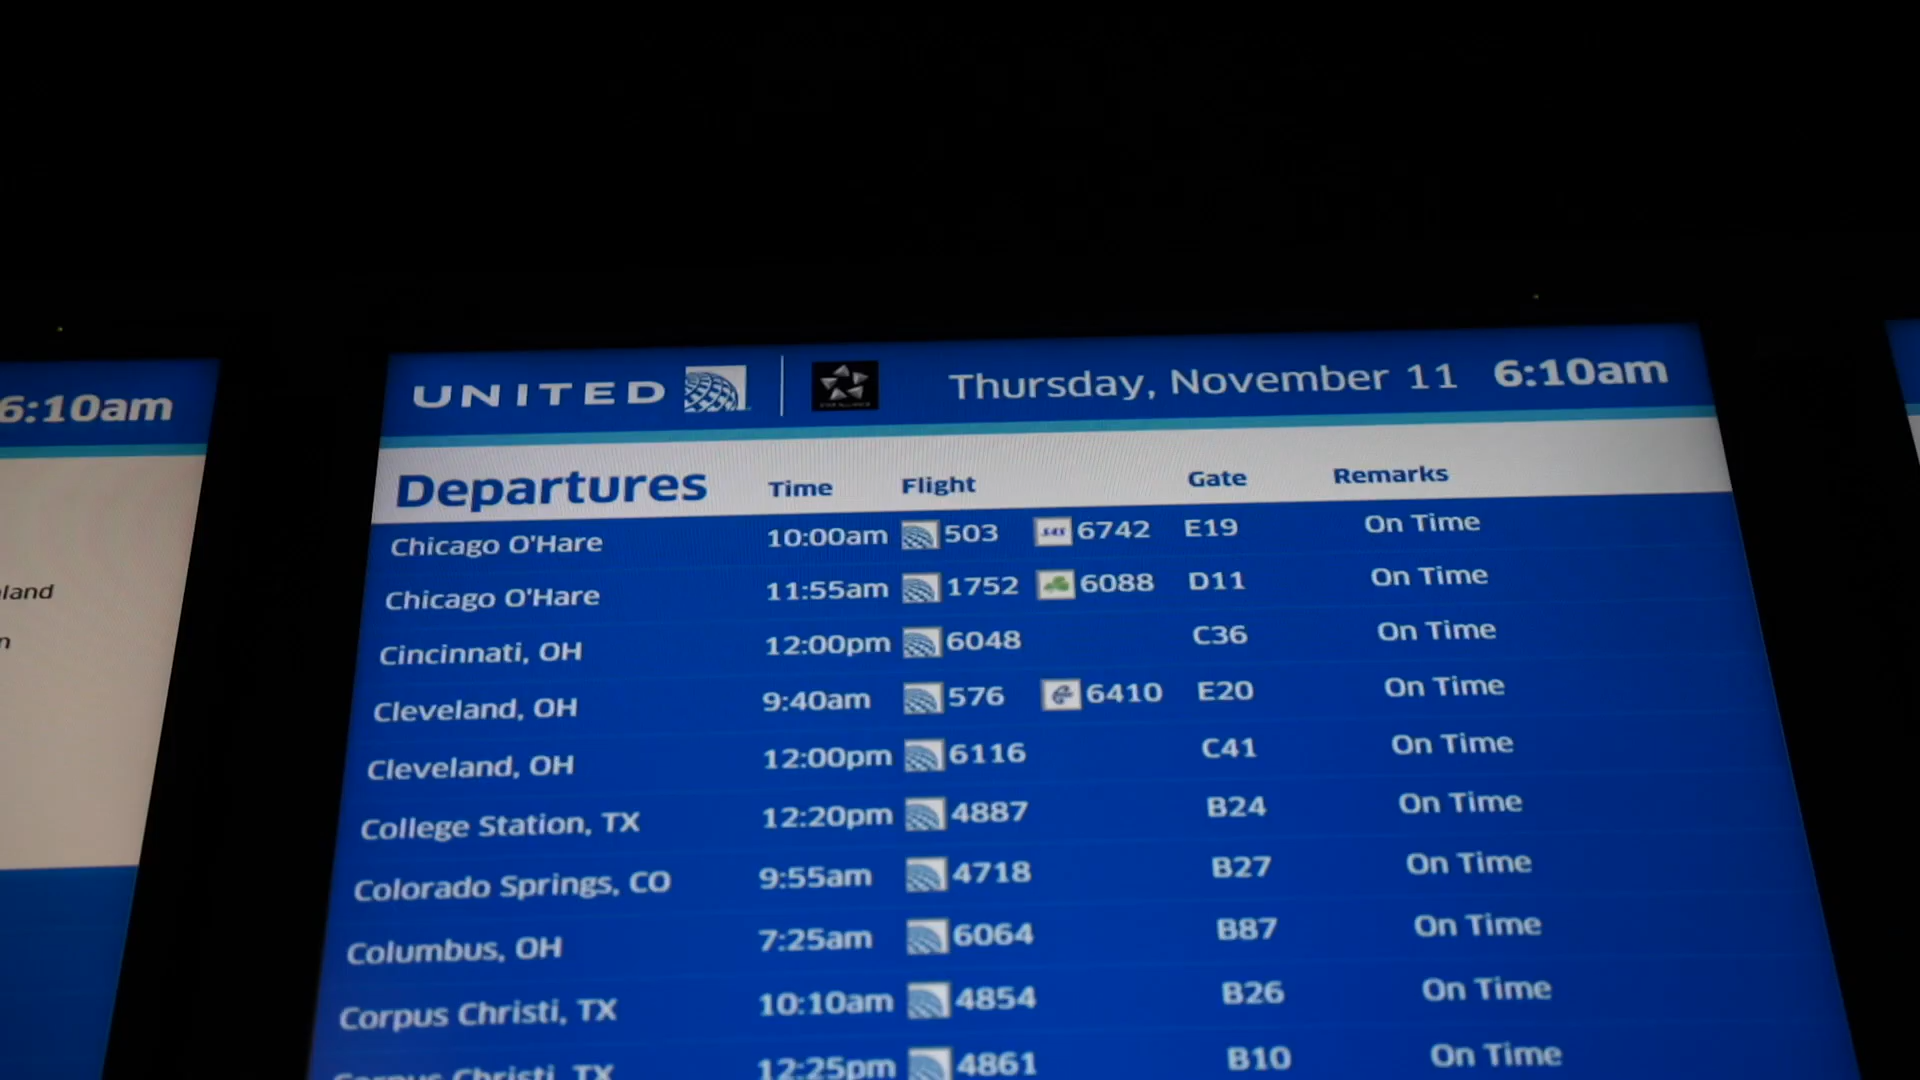 6:10am
land
n
UNITED Thursday, November 11 6:10am
Departures Time Flight Gate Remarks
Chicago O'Hare 10:00am 503 SAS 6742 E19 On Time
Chicago O'Hare 11:55am 1752 6088 D11 On Time
Cincinnati, OH 12:00pm 6048 C36 On Time
Cleveland, OH 9:40am 576 6410 E20 On Time
Cleveland, OH 12:00pm 6116 C41 On Time
College Station, TX 12:20pm 4887 B24 On Time
Colorado Springs, CO 9:55am 4718 B27 On Time
Columbus, OH 7:25am 6064 B87 On Time
Corpus Christi, TX 10:10am 4854 B26 On Time
Corpus Christi, TX 12:25pm 4861 B10 On Time